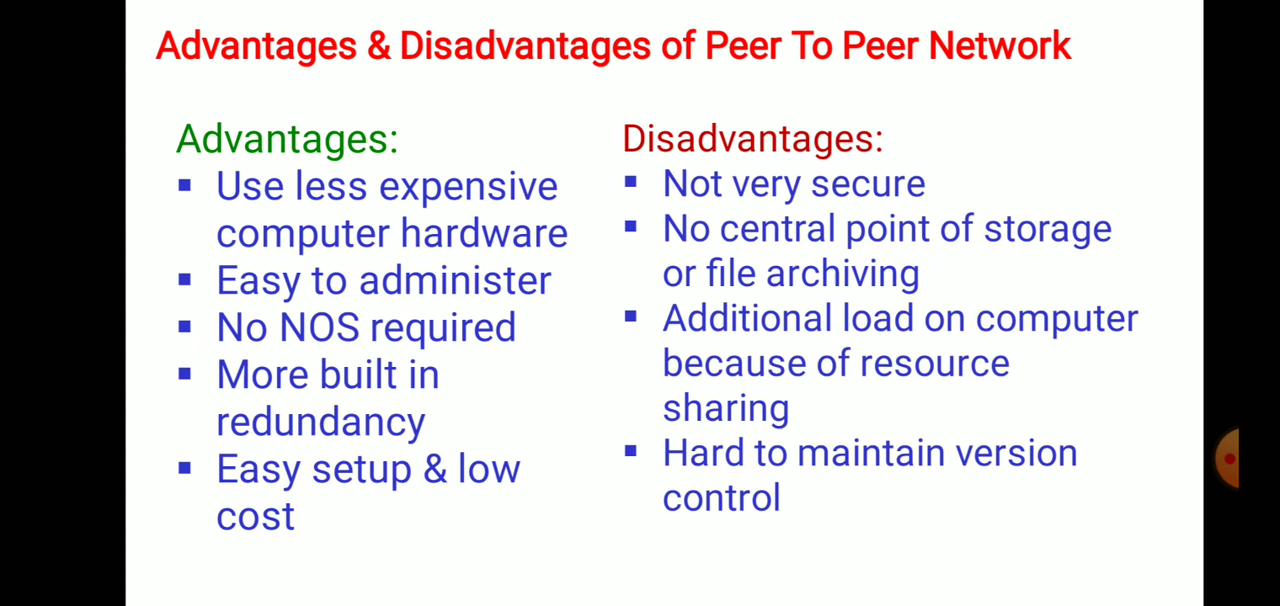 Advantages & Disadvantages of Peer To Peer Network
Advantages:
▪ Use less expensive
computer hardware
▪ Easy to administer
▪ No NOS required
▪ More built in
redundancy
▪ Easy setup & low
cost
Disadvantages:
▪ Not very secure
▪ No central point of storage
or file archiving
▪ Additional load on computer
because of resource
sharing
▪ Hard to maintain version
control